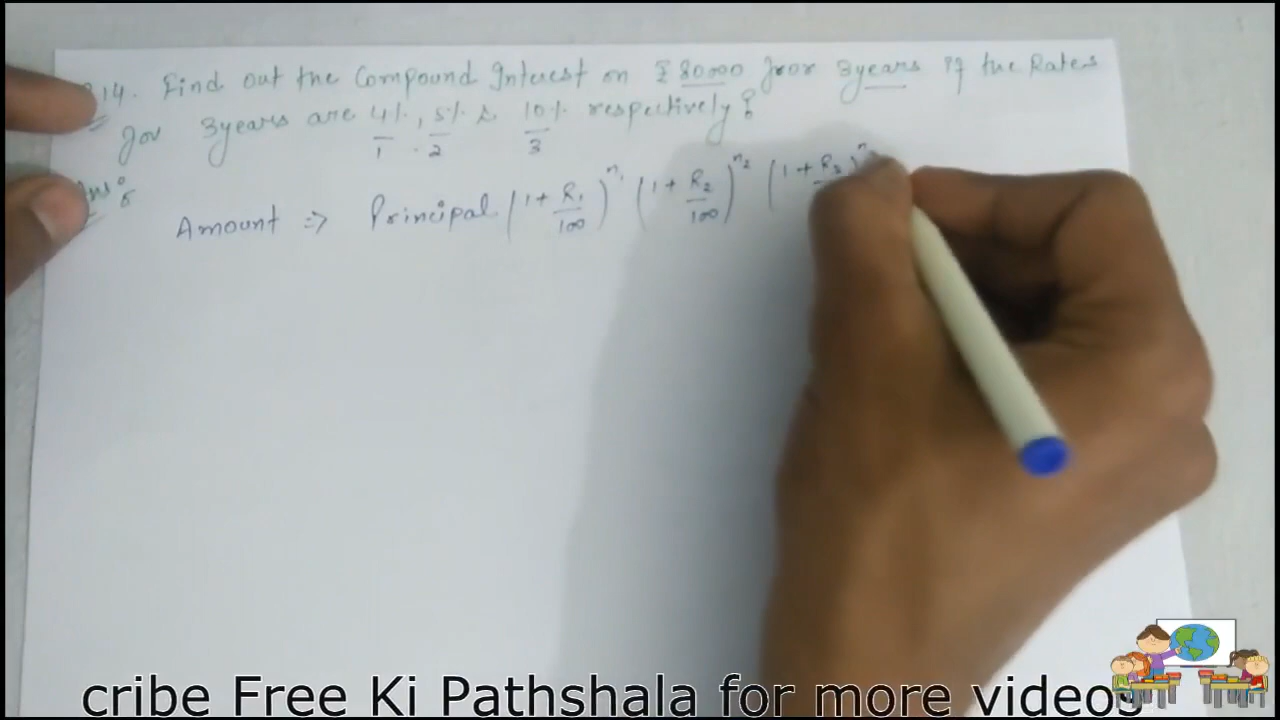 14. Find out the Compound Interest on ₹ 80000 for 3years If the Rates
for 3years are 4%, 5% & 10% respectively?
1 2 3
Ans:
Amount => Principal (1 + R1/100)^n1 (1 + R2/100)^n2 (1 + R3
cribe Free Ki Pathshala for more videos